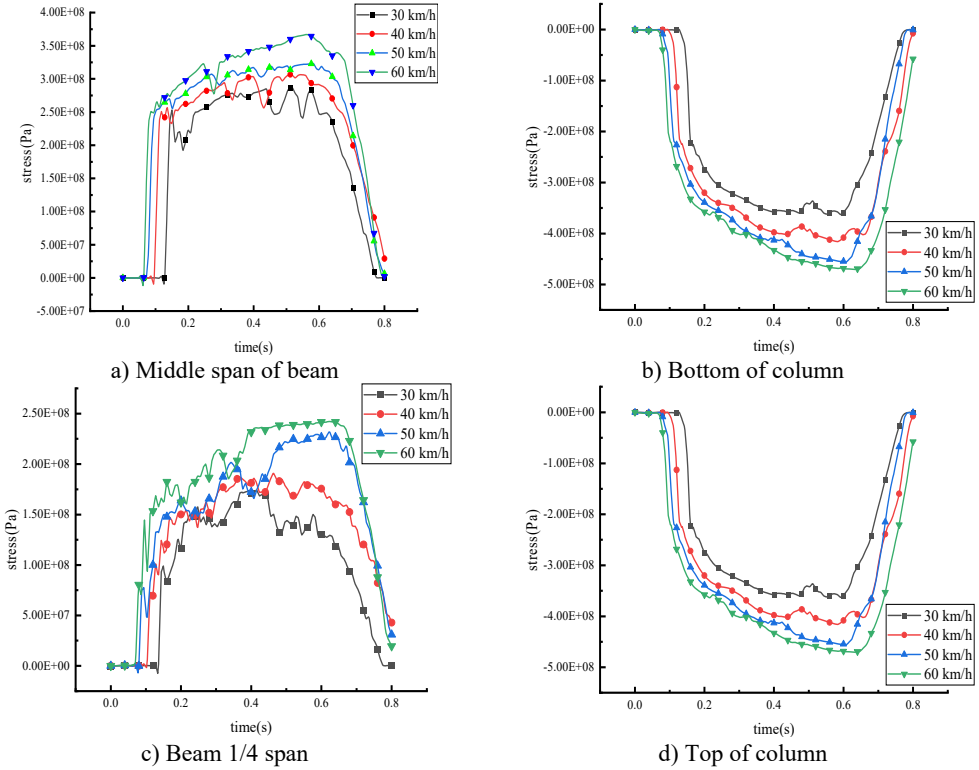 4.00E+08
3.50E+08
3.00E+08
2.50E+08
2.00E+08
1.50E+08
1.00E+08
5.00E+07
0.00E+00
-5.00E+07
stress(Pa)
0.0 0.2 0.4 0.6 0.8
time(s)
30 km/h
40 km/h
50 km/h
60 km/h
a) Middle span of beam
0.00E+00
-1.00E+08
-2.00E+08
-3.00E+08
-4.00E+08
-5.00E+08
stress(Pa)
0.0 0.2 0.4 0.6 0.8
time(s)
30 km/h
40 km/h
50 km/h
60 km/h
b) Bottom of column
2.50E+08
2.00E+08
1.50E+08
1.00E+08
5.00E+07
0.00E+00
stress(Pa)
0.0 0.2 0.4 0.6 0.8
time(s)
30 km/h
40 km/h
50 km/h
60 km/h
c) Beam 1/4 span
0.00E+00
-1.00E+08
-2.00E+08
-3.00E+08
-4.00E+08
-5.00E+08
stress(Pa)
0.0 0.2 0.4 0.6 0.8
time(s)
30 km/h
40 km/h
50 km/h
60 km/h
d) Top of column